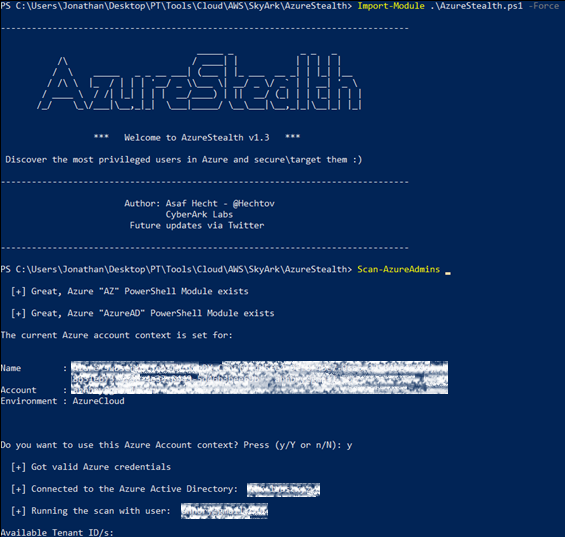 PS C:\Users\Jonathan\Desktop\PT\Tools\Cloud\AWS\SkyArk\AzureStealth> Import-Module .\AzureStealth.ps1 -Force
AzureStealth
*** Welcome to AzureStealth v1.3 ***
Discover the most privileged users in Azure and secure\target them :)
Author: Asaf Hecht - @Hechtov
CyberArk Labs
Future updates via Twitter
PS C:\Users\Jonathan\Desktop\PT\Tools\Cloud\AWS\SkyArk\AzureStealth> Scan-AzureAdmins _
[+] Great, Azure "AZ" PowerShell Module exists
[+] Great, Azure "AzureAD" PowerShell Module exists
The current Azure account context is set for:
Name :
Account :
Environment : AzureCloud
Do you want to use this Azure Account context? Press (y/Y or n/N): y
[+] Got valid Azure credentials
[+] Connected to the Azure Active Directory:
[+] Running the scan with user:
Available Tenant ID/s: